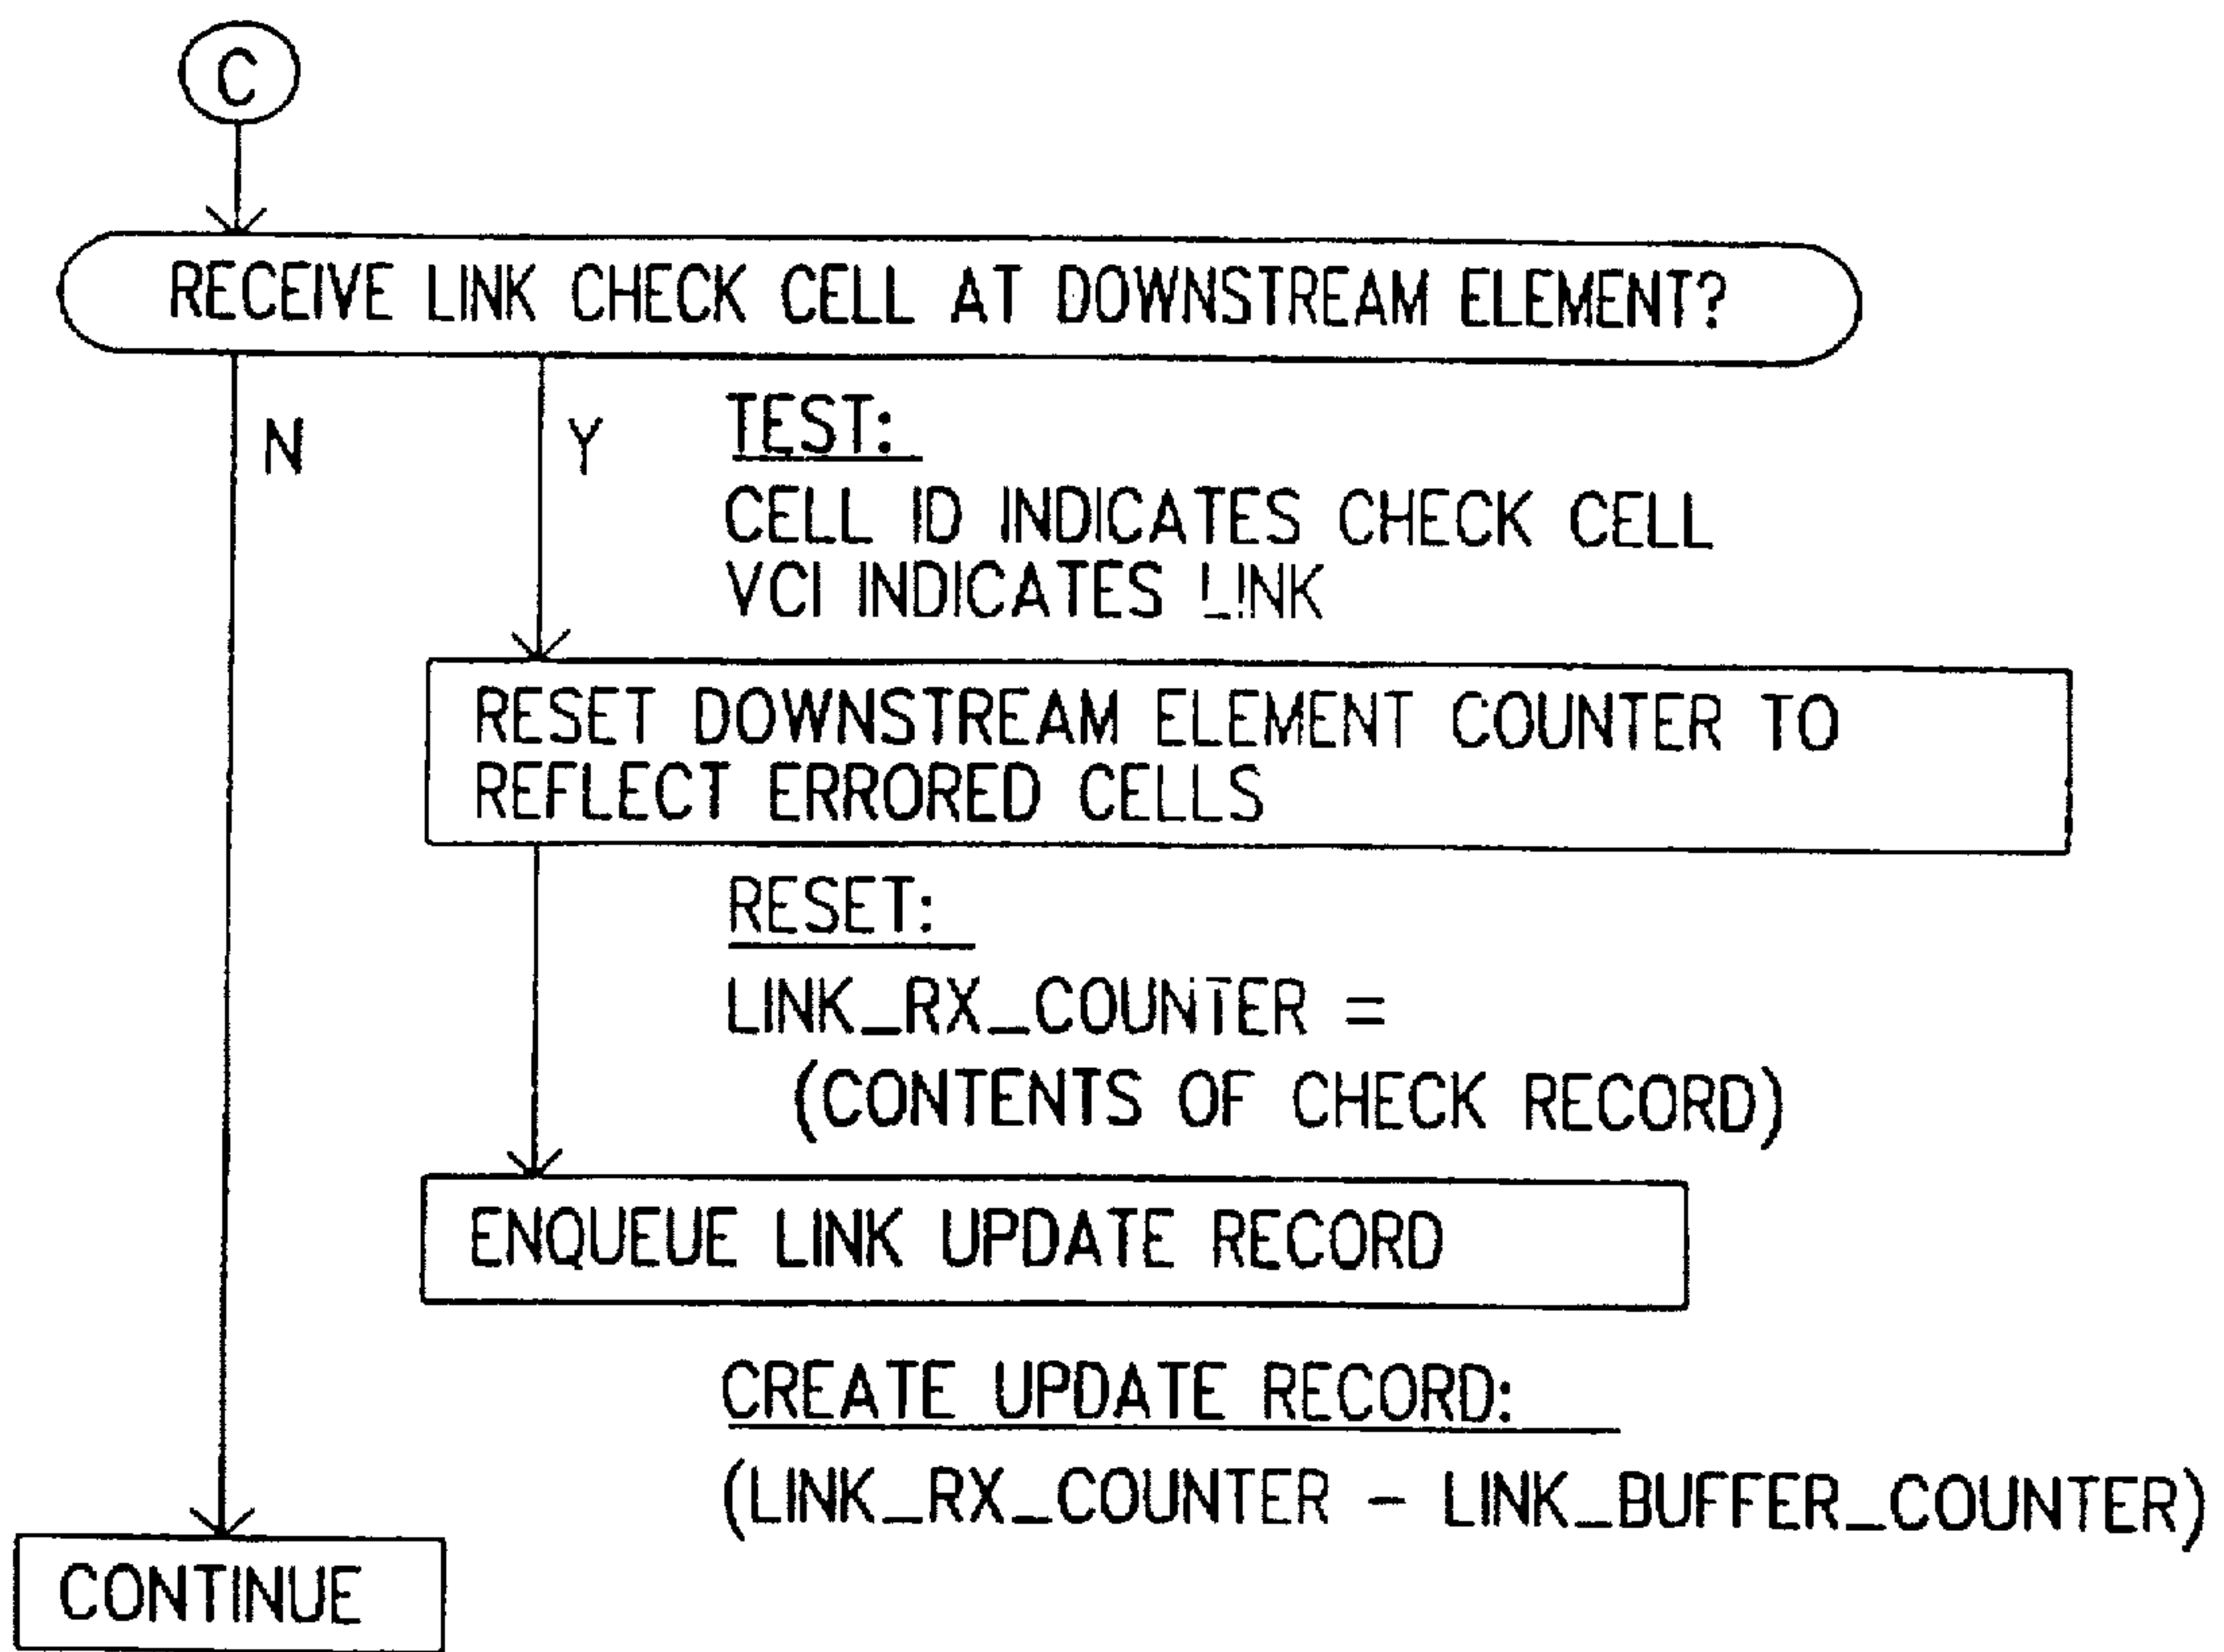 C
RECEIVE LINK CHECK CELL AT DOWNSTREAM ELEMENT?
N
Y
TEST:
CELL ID INDICATES CHECK CELL
VCI INDICATES LINK
RESET DOWNSTREAM ELEMENT COUNTER TO
REFLECT ERRORED CELLS
RESET:
LINK_RX_COUNTER =
(CONTENTS OF CHECK RECORD)
ENQUEUE LINK UPDATE RECORD
CREATE UPDATE RECORD:
(LINK_RX_COUNTER - LINK_BUFFER_COUNTER)
CONTINUE